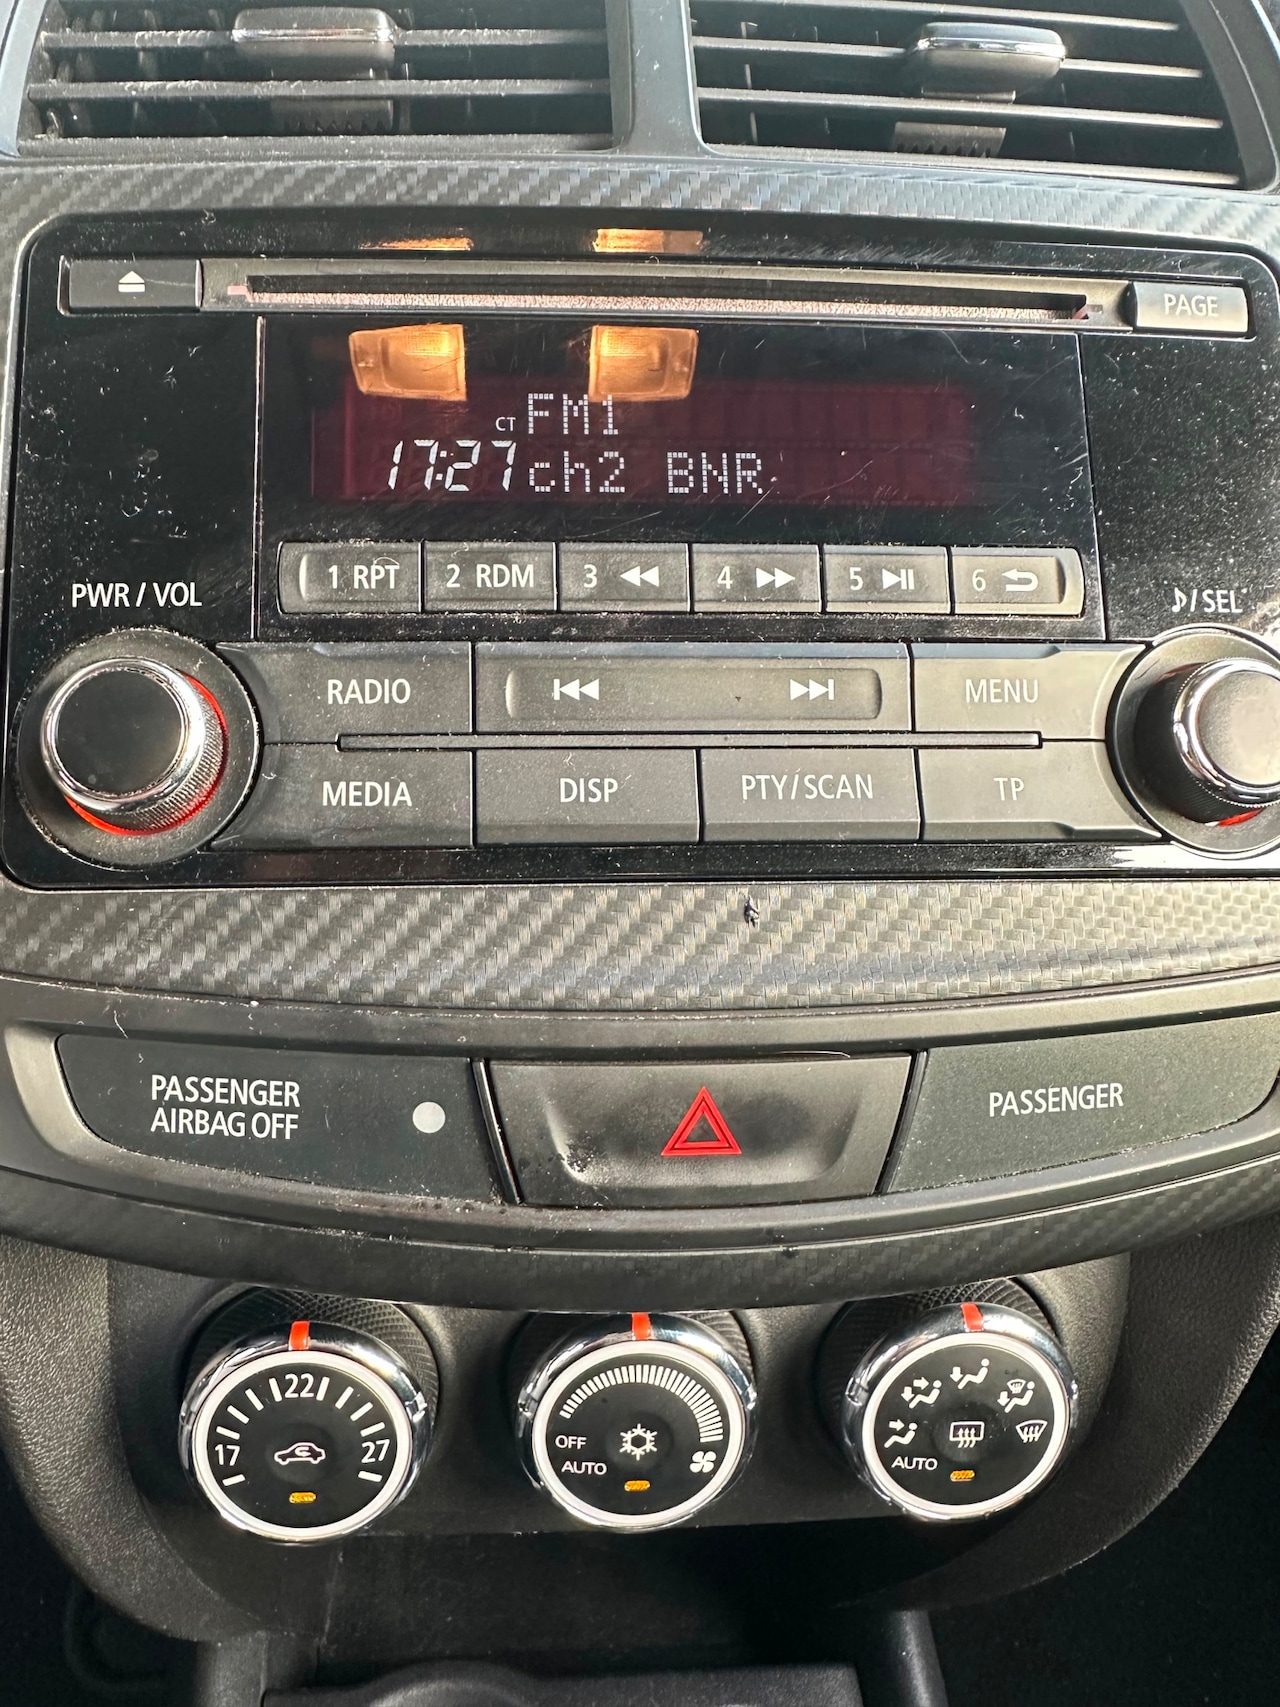 PAGE
CT FM1
17:27 ch2 BNR
1 RPT 2 RDM 3 4 5 6
PWR / VOL
♪/SEL
RADIO MENU
MEDIA DISP PTY/SCAN TP
PASSENGER
AIRBAG OFF
PASSENGER
22
17 27
OFF
AUTO
AUTO